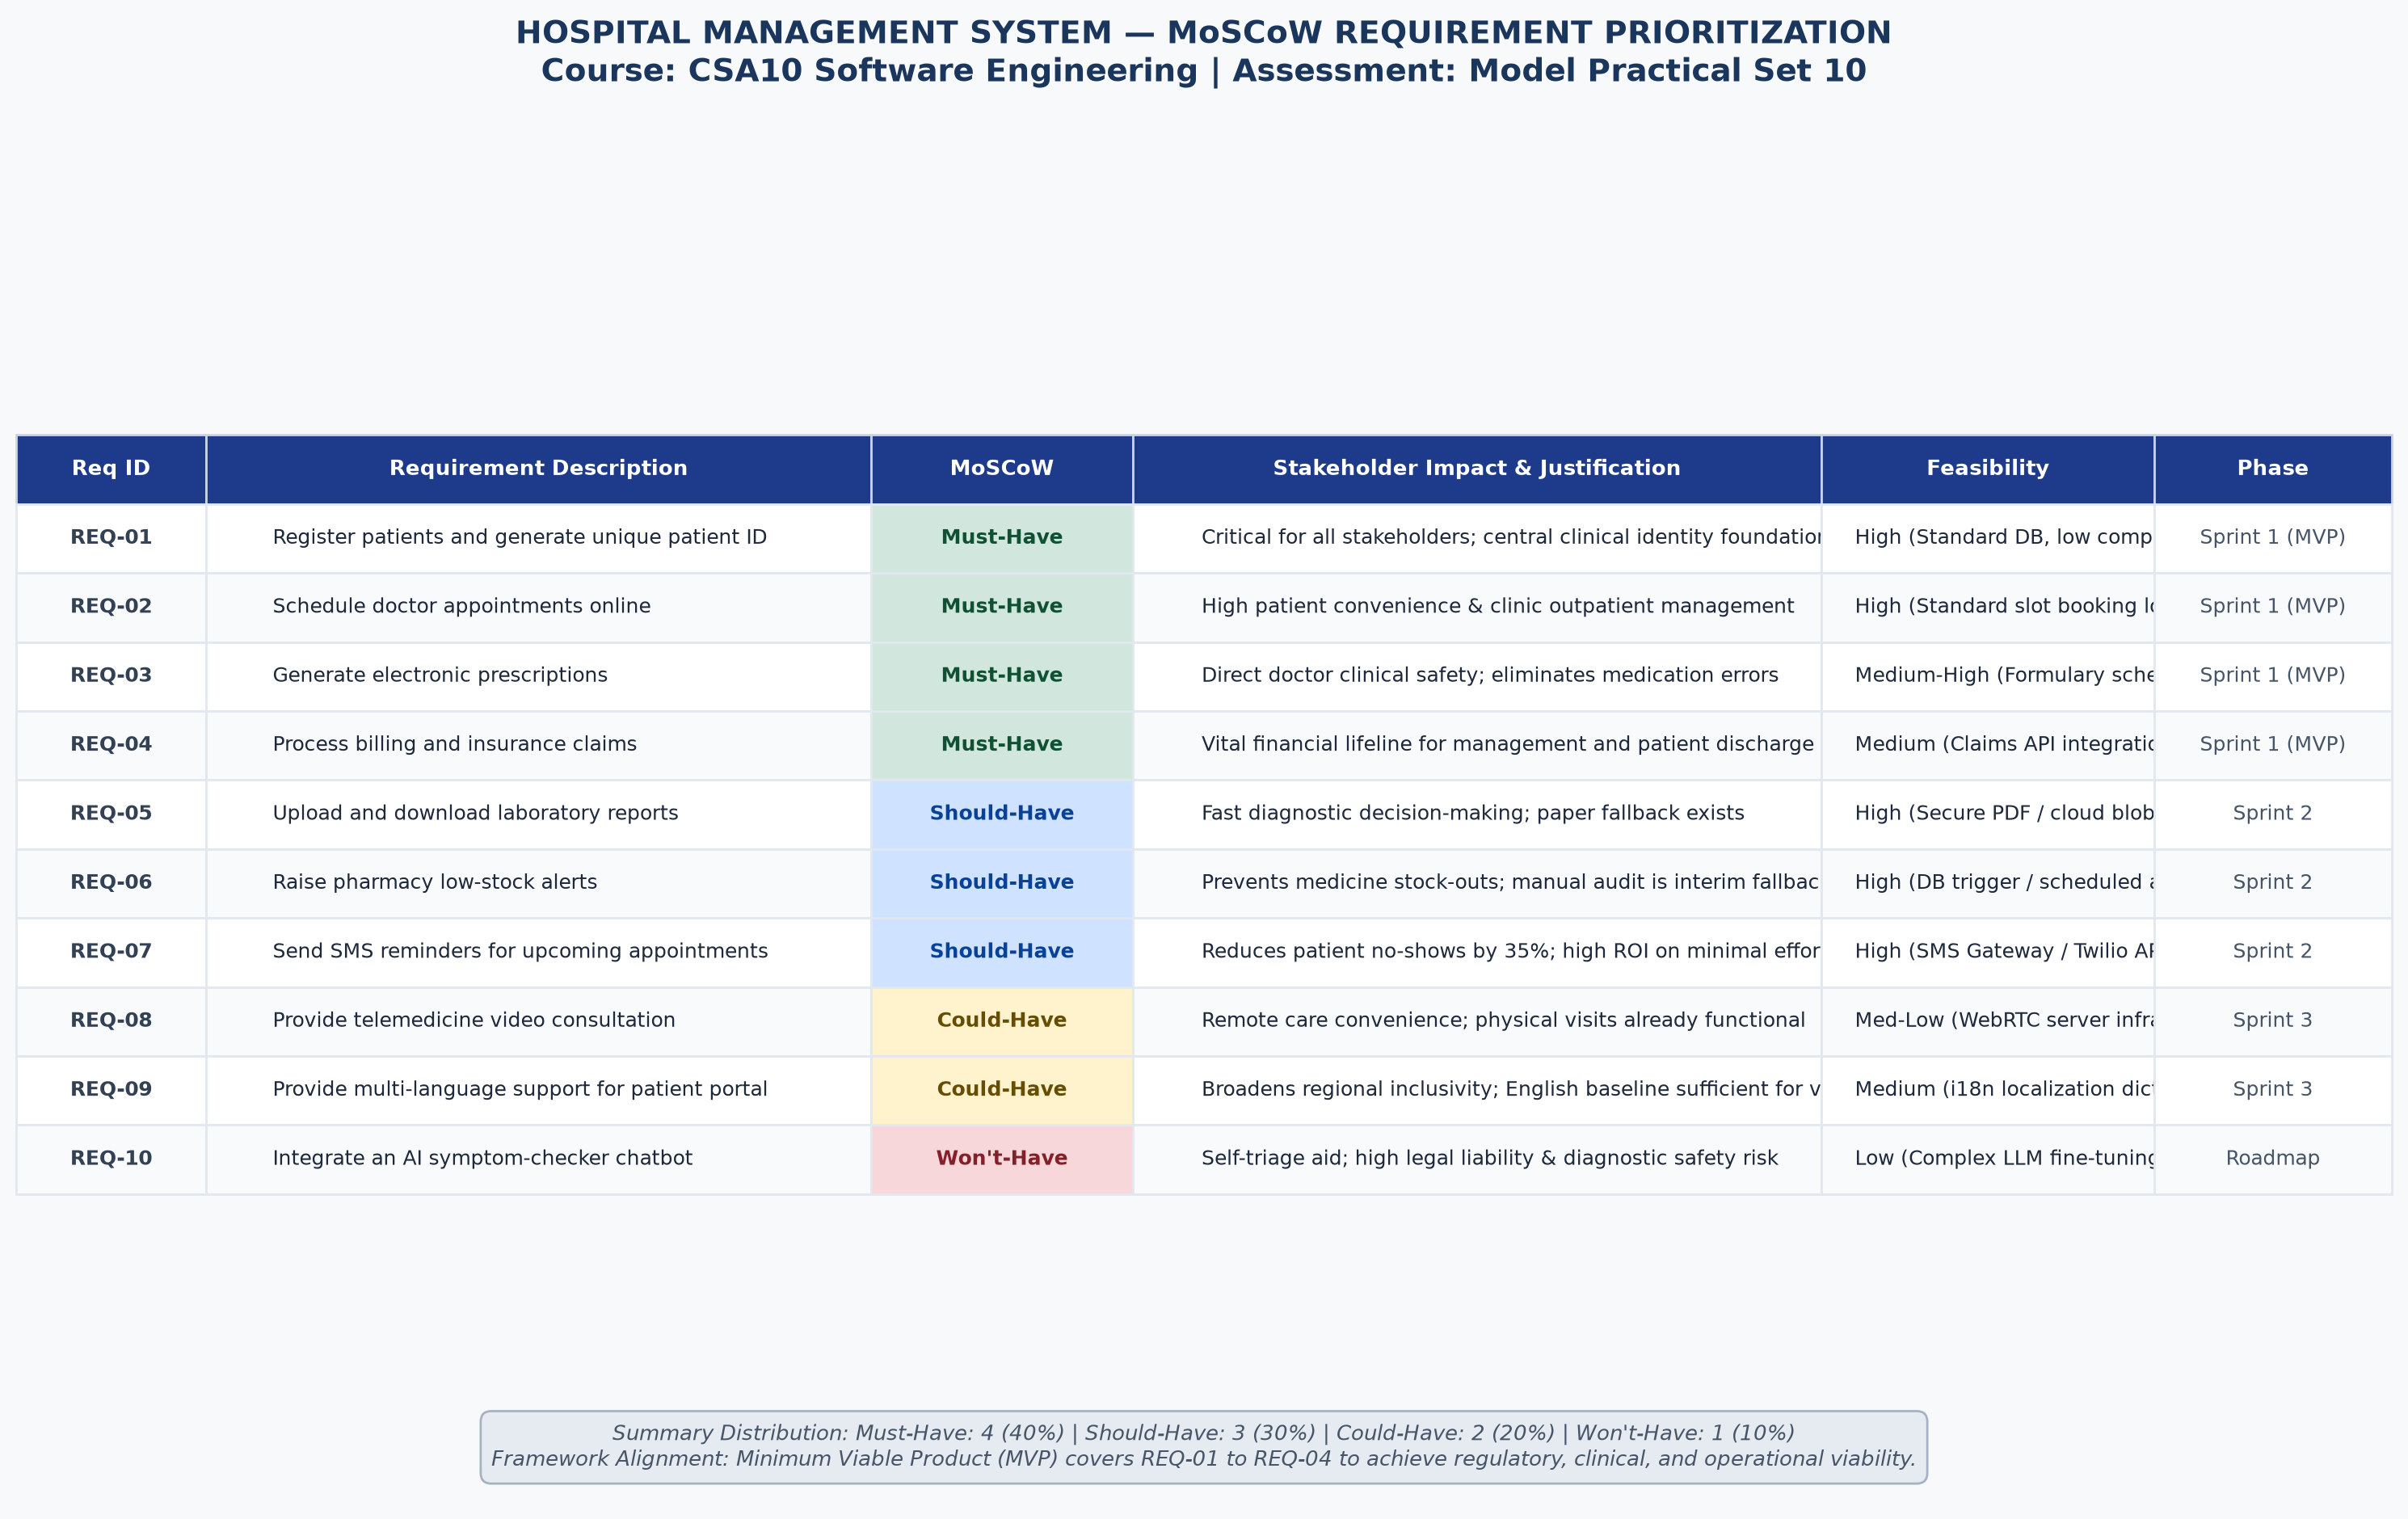 HOSPITAL MANAGEMENT SYSTEM — MoSCoW REQUIREMENT PRIORITIZATION
Course: CSA10 Software Engineering | Assessment: Model Practical Set 10
Req ID Requirement Description MoSCoW Stakeholder Impact & Justification Feasibility Phase
REQ-01 Register patients and generate unique patient ID Must-Have Critical for all stakeholders; central clinical identity foundation High (Standard DB, low comp Sprint 1 (MVP)
REQ-02 Schedule doctor appointments online Must-Have High patient convenience & clinic outpatient management High (Standard slot booking lo Sprint 1 (MVP)
REQ-03 Generate electronic prescriptions Must-Have Direct doctor clinical safety; eliminates medication errors Medium-High (Formulary sche Sprint 1 (MVP)
REQ-04 Process billing and insurance claims Must-Have Vital financial lifeline for management and patient discharge Medium (Claims API integratio Sprint 1 (MVP)
REQ-05 Upload and download laboratory reports Should-Have Fast diagnostic decision-making; paper fallback exists High (Secure PDF / cloud blob Sprint 2
REQ-06 Raise pharmacy low-stock alerts Should-Have Prevents medicine stock-outs; manual audit is interim fallbac High (DB trigger / scheduled Sprint 2
REQ-07 Send SMS reminders for upcoming appointments Should-Have Reduces patient no-shows by 35%; high ROI on minimal effor High (SMS Gateway / Twilio Sprint 2
REQ-08 Provide telemedicine video consultation Could-Have Remote care convenience; physical visits already functional Med-Low (WebRTC server infra Sprint 3
REQ-09 Provide multi-language support for patient portal Could-Have Broadens regional inclusivity; English baseline sufficient for v Medium (i18n localization dict Sprint 3
REQ-10 Integrate an AI symptom-checker chatbot Won't-Have Self-triage aid; high legal liability & diagnostic safety risk Low (Complex LLM fine-tuning Roadmap
Summary Distribution: Must-Have: 4 (40%) | Should-Have: 3 (30%) | Could-Have: 2 (20%) | Won't-Have: 1 (10%)
Framework Alignment: Minimum Viable Product (MVP) covers REQ-01 to REQ-04 to achieve regulatory, clinical, and operational viability.